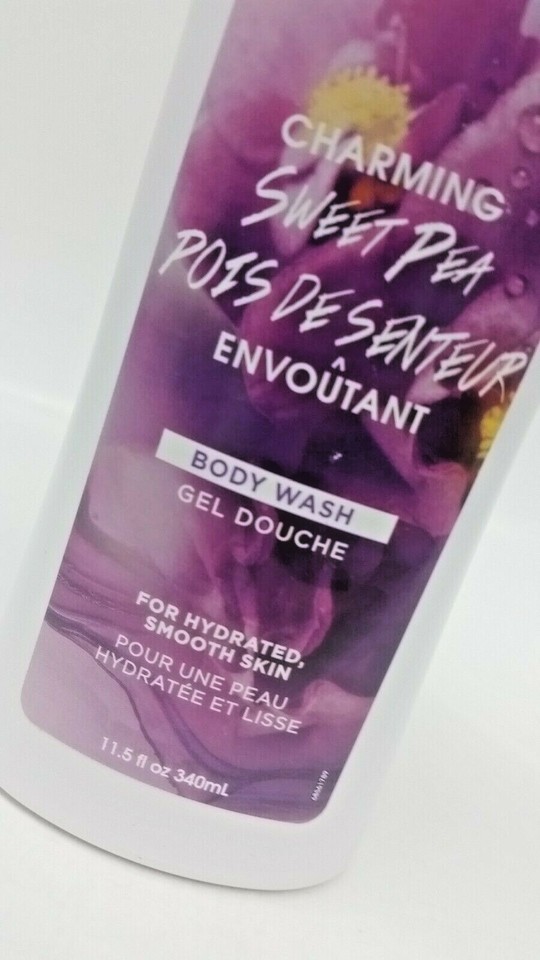 CHARMING
SWEET PEA
POIS DE SENTEUR
ENVOÛTANT
BODY WASH
GEL DOUCHE
FOR HYDRATED,
SMOOTH SKIN
POUR UNE PEAU
HYDRATÉE ET LISSE
11.5 fl oz 340mL